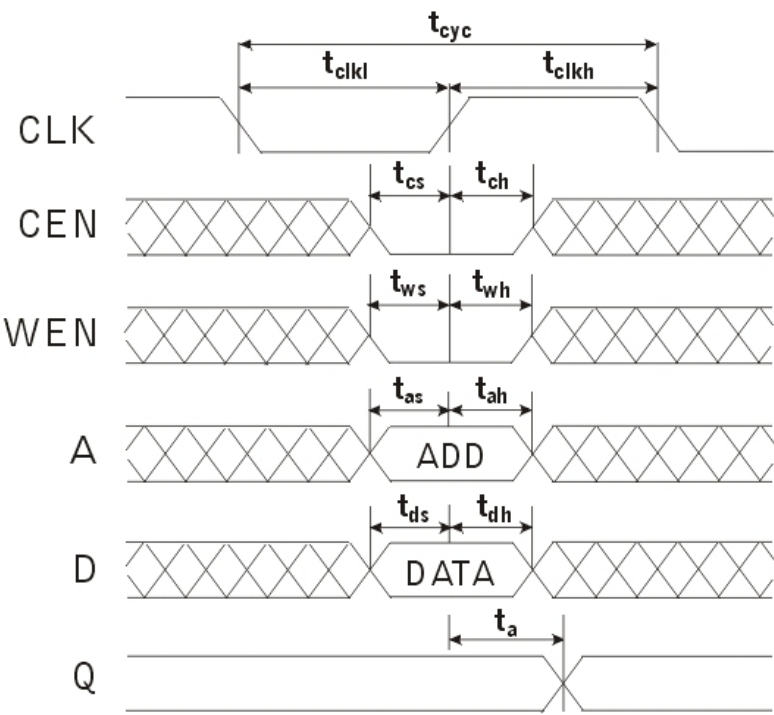 tcyc
tclkl tclkh
CLK
tcs tch
CEN
tws twh
WEN
tas tah
A ADD
tds tdh
D DATA
ta
Q